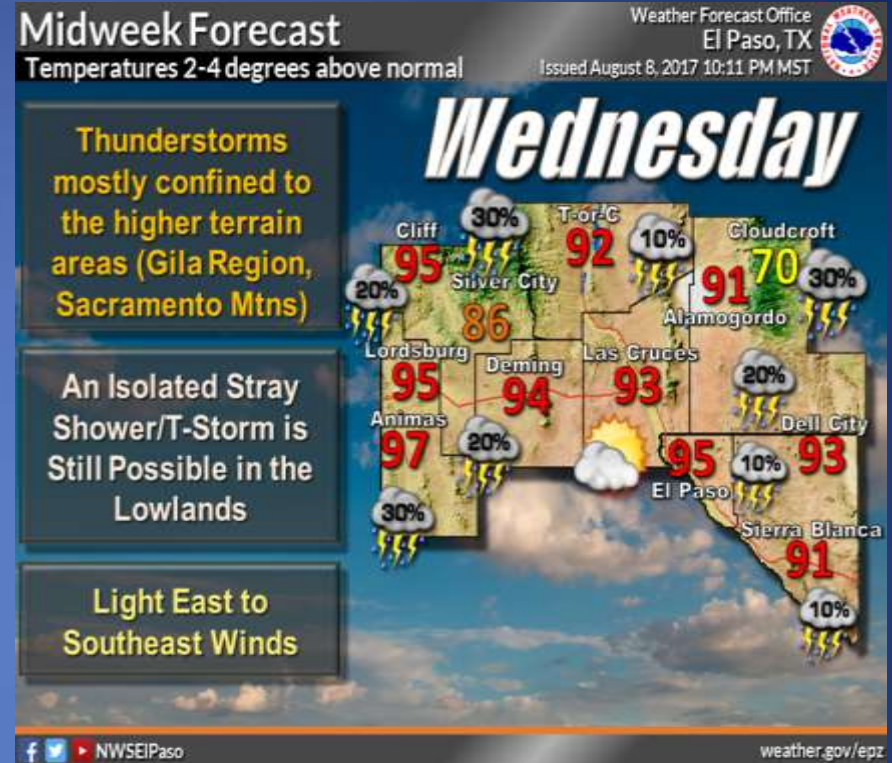 Midweek Forecast
Temperatures 2-4 degrees above normal
Weather Forecast Office
El Paso, TX
Issued August 8, 2017 10:11 PM MST
NATIONAL WEATHER SERVICE
Wednesday
Thunderstorms
mostly confined to
the higher terrain
areas (Gila Region,
Sacramento Mtns)
An Isolated Stray
Shower/T-Storm is
Still Possible in the
Lowlands
Light East to
Southeast Winds
30%
T-or-C
92
10%
Cloudcroft
70
30%
Cliff
95
20%
Silver City
86
91
Alamogordo
Lordsburg
95
Deming
94
Las Cruces
93
20%
Animas
97
20%
Dell City
93
95
El Paso
10%
30%
Sierra Blanca
91
10%
NWSElPaso
weather.gov/epz